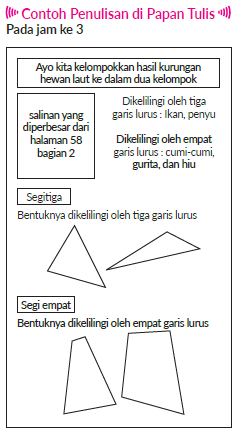 Contoh Penulisan di Papan Tulis
Pada jam ke 3
Ayo kita kelompokkan hasil kurungan
hewan laut ke dalam dua kelompok
salinan yang
diperbesar dari
halaman 58
bagian 2
Dikelilingi oleh tiga
garis lurus : Ikan, penyu
Dikelilingi oleh empat
garis lurus : cumi-cumi,
gurita, dan hiu
Segitiga
Bentuknya dikelilingi oleh tiga garis lurus
Segi empat
Bentuknya dikelilingi oleh empat garis lurus